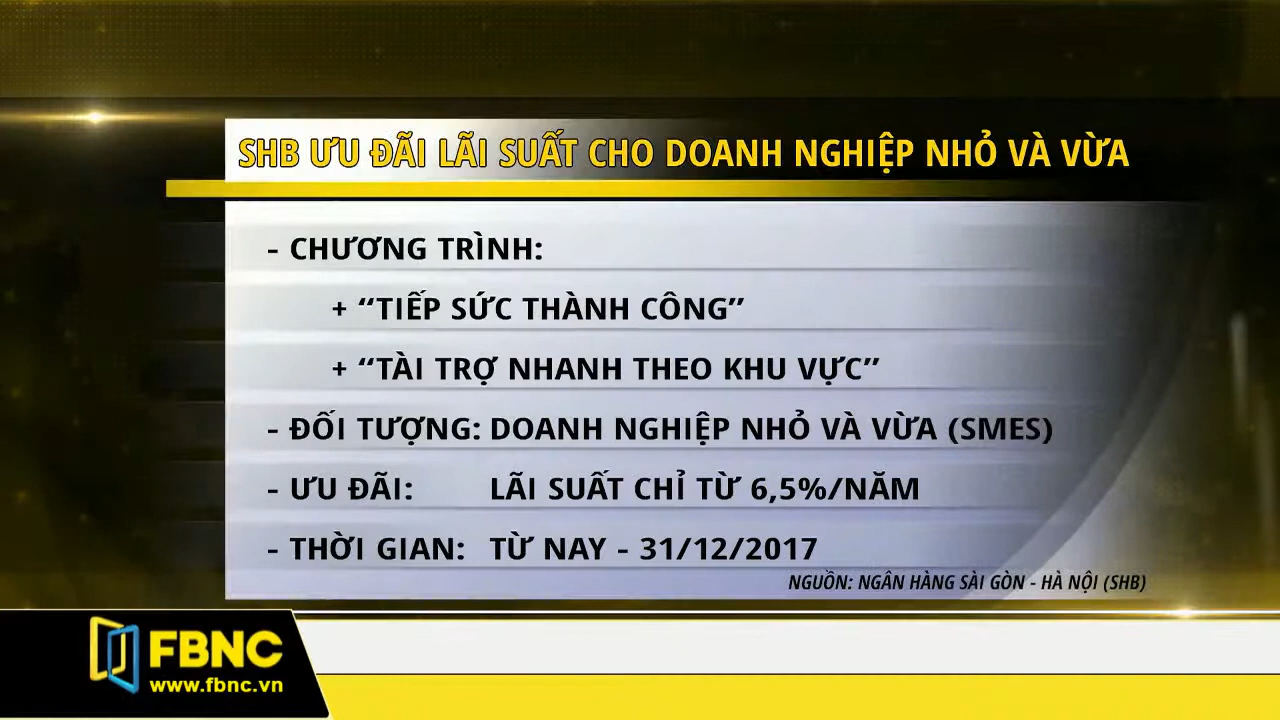 SHB ƯU ĐÃI LÃI SUẤT CHO DOANH NGHIỆP NHỎ VÀ VỪA
- CHƯƠNG TRÌNH:
+ “TIẾP SỨC THÀNH CÔNG”
+ “TÀI TRỢ NHANH THEO KHU VỰC”
- ĐỐI TƯỢNG: DOANH NGHIỆP NHỎ VÀ VỪA (SMES)
- ƯU ĐÃI: LÃI SUẤT CHỈ TỪ 6,5%/NĂM
- THỜI GIAN: TỪ NAY - 31/12/2017
NGUỒN: NGÂN HÀNG SÀI GÒN - HÀ NỘI (SHB)
FBNC
www.fbnc.vn